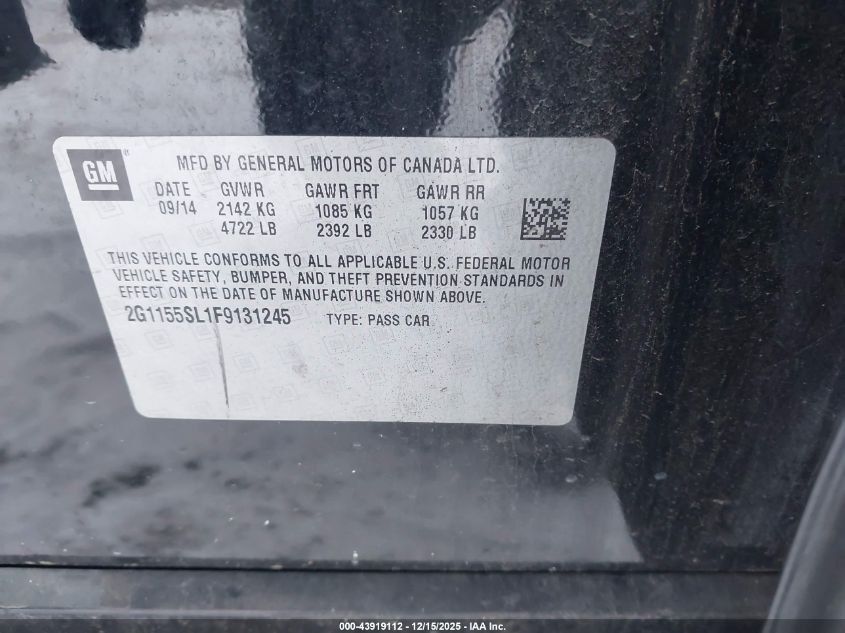 GM
MFD BY GENERAL MOTORS OF CANADA LTD.
DATE GVWR GAWR FRT GAWR RR
09/14 2142 KG 1085 KG 1057 KG
4722 LB 2392 LB 2330 LB
THIS VEHICLE CONFORMS TO ALL APPLICABLE U.S. FEDERAL MOTOR
VEHICLE SAFETY, BUMPER, AND THEFT PREVENTION STANDARDS IN
EFFECT ON THE DATE OF MANUFACTURE SHOWN ABOVE.
2G1155SL1F9131245 TYPE: PASS CAR
000-43919112 - 12/15/2025 - IAA Inc.